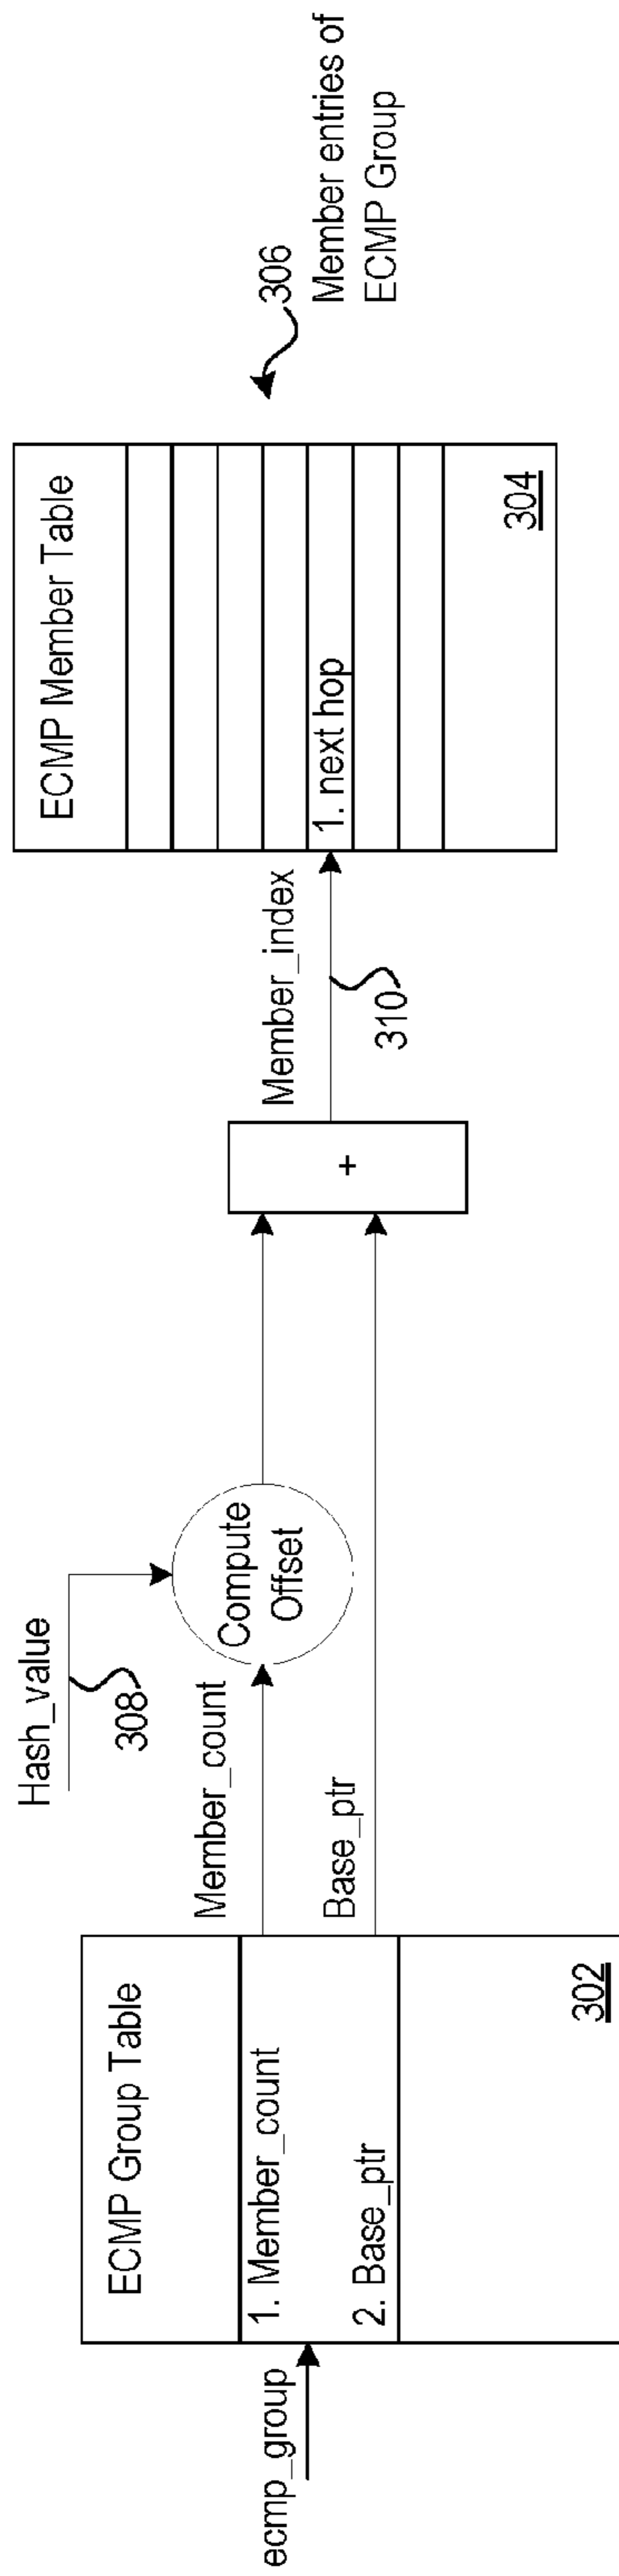 ecmp_group
ECMP Group Table
1. Member_count
2. Base_ptr
302
Hash_value
308
Member_count
Base_ptr
Compute
Offset
+
Member_index
310
ECMP Member Table
1. next hop
304
306
Member entries of
ECMP Group